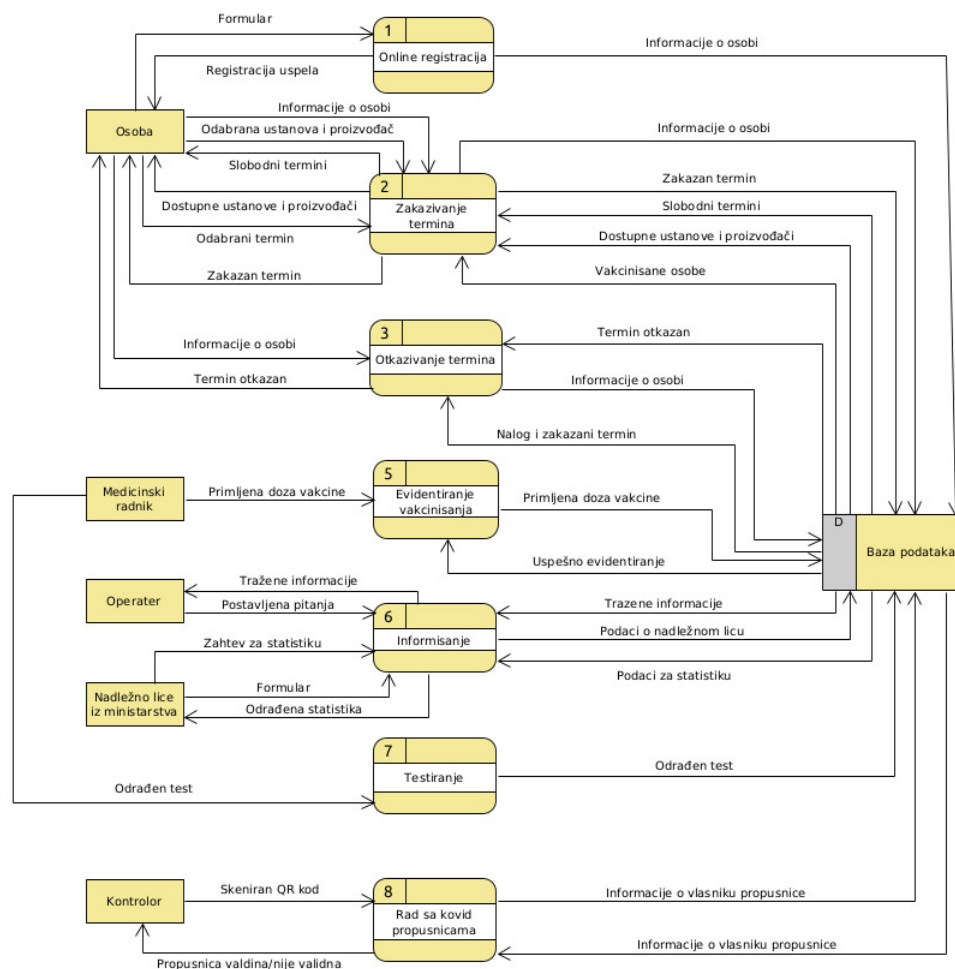 Formular
1
Online registracija
Informacije o osobi
Registracija uspela
Osoba
Informacije o osobi
Odabrana ustanova i proizvođač
Slobodni termini
Informacije o osobi
2
Zakazivanje
termina
Zakazan termin
Slobodni termini
Dostupne ustanove i proizvođači
Odabrani termin
Dostupne ustanove i proizvođači
Zakazan termin
Vakcinisane osobe
3
Otkazivanje termina
Termin otkazan
Informacije o osobi
Termin otkazan
Informacije o osobi
Nalog i zakazani termin
Medicinski
radnik
Primljena doza vakcine
5
Evidentiranje
vakcinisanja
Primljena doza vakcine
D
Baza podataka
Uspešno evidentiranje
Operater
Tražene informacije
Postavljena pitanja
6
Informisanje
Trazene informacije
Podaci o nadležnom licu
Zahtev za statistiku
Podaci za statistiku
Nadležno lice
iz ministarstva
Formular
Odrađena statistika
7
Testiranje
Odrađen test
Odrađen test
Kontrolor
Skeniran QR kod
8
Rad sa kovid
propusnicama
Informacije o vlasniku propusnice
Informacije o vlasniku propusnice
Propusnica valdina/nije validna